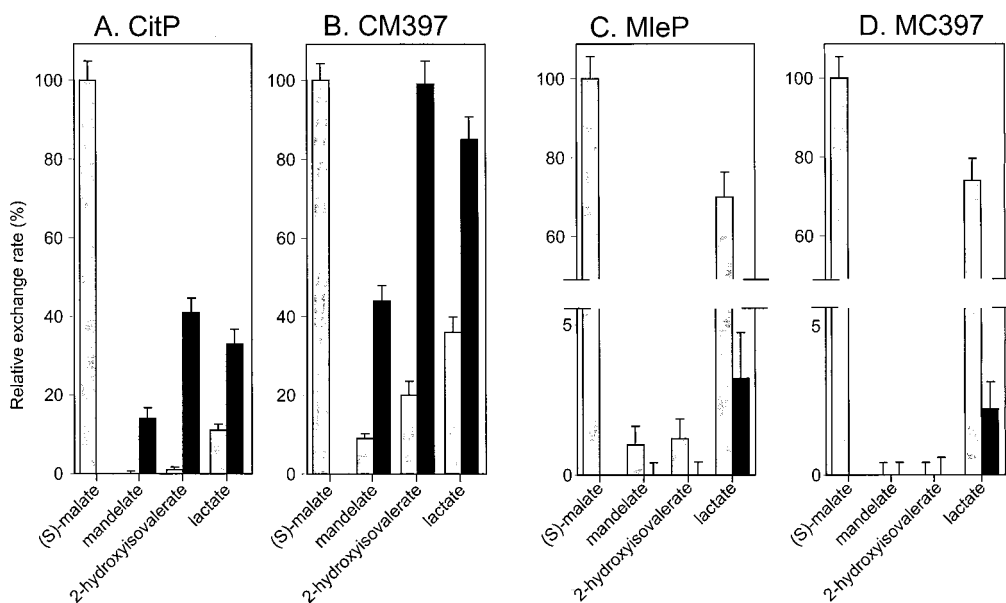 A. CitP
B. CM397
C. MleP
D. MC397
Relative exchange rate (%)
100
80
60
40
20
0
100
80
60
40
20
0
100
80
60
5
0
100
80
60
5
0
(S)-malate
mandelate
2-hydroxyisovalerate
lactate
(S)-malate
mandelate
2-hydroxyisovalerate
lactate
(S)-malate
mandelate
2-hydroxyisovalerate
lactate
(S)-malate
mandelate
2-hydroxyisovalerate
lactate